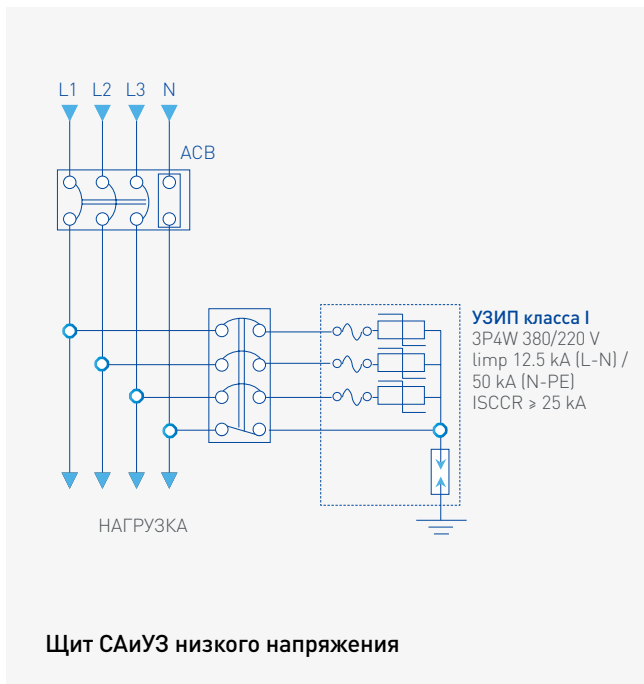 L1 L2 L3 N
ACB
УЗИП класса I
3P4W 380/220 V
limp 12.5 kA (L-N) /
50 kA (N-PE)
ISCCR ⩾ 25 kA
НАГРУЗКА
Щит САиУЗ низкого напряжения